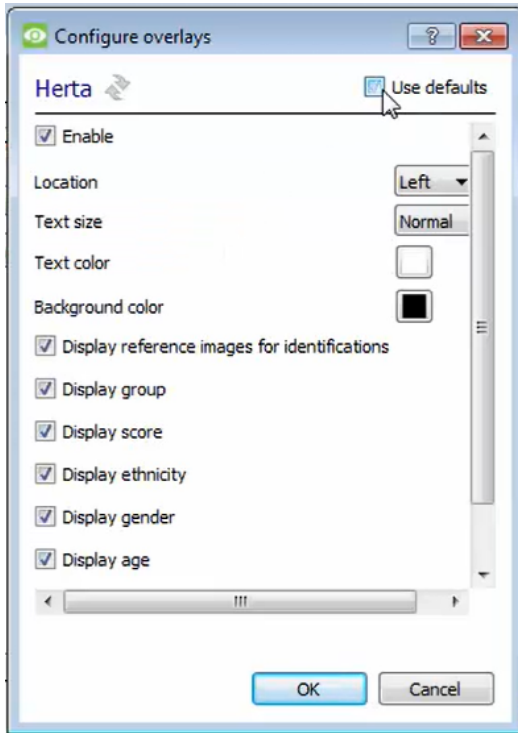 Configure overlays
Herta
Use defaults
Enable
Location
Left
Text size
Normal
Text color
Background color
Display reference images for identifications
Display group
Display score
Display ethnicity
Display gender
Display age
OK
Cancel